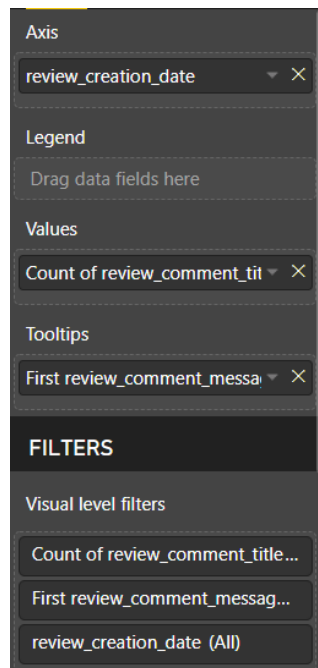 Axis
review_creation_date
Legend
Drag data fields here
Values
Count of review_comment_tit
Tooltips
First review_comment_messa
FILTERS
Visual level filters
Count of review_comment_title...
First review_comment_messag...
review_creation_date (All)